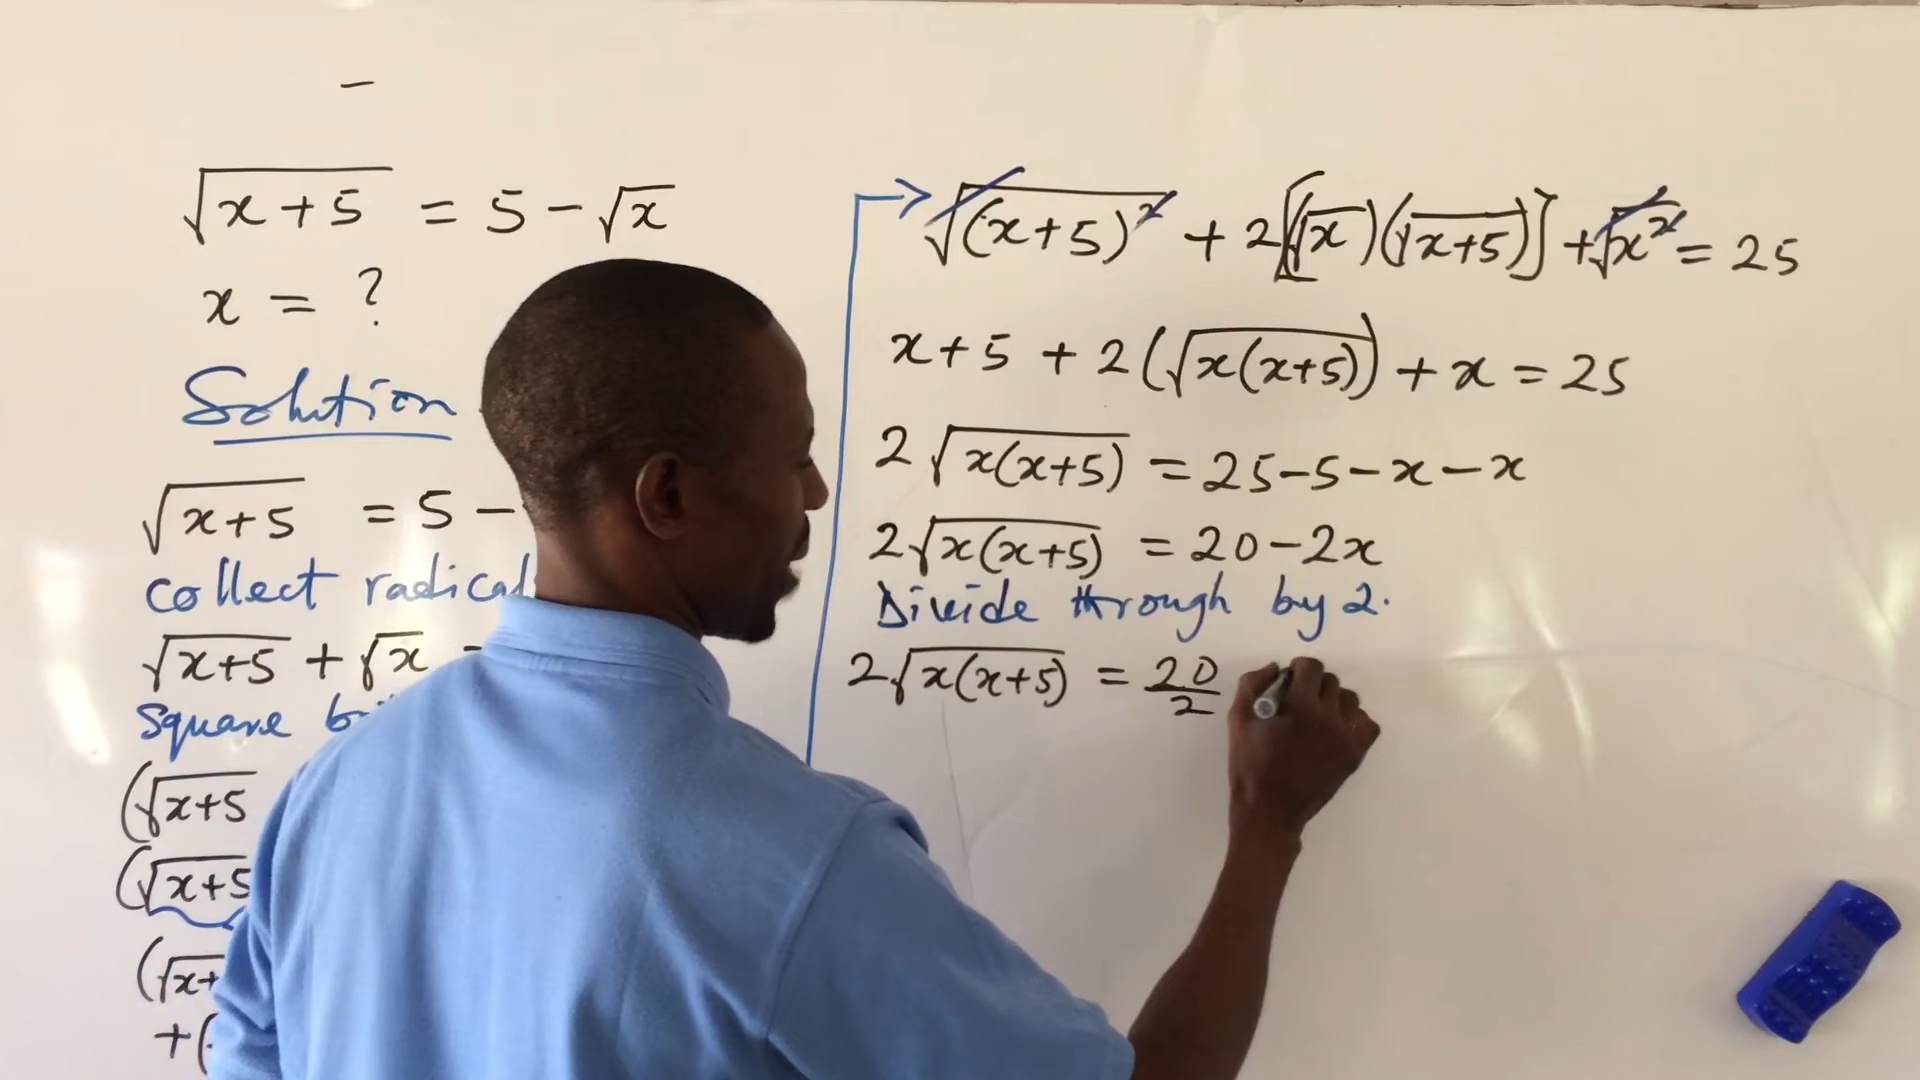 √(x+5) = 5 - √x
x = ?
Solution
√(x+5) = 5 -
collect radical
√(x+5) + √x
Square
(√(x+5)
(√(x+5)
(√(x+
+(
√(x+5)² + 2[(√x)(√(x+5))] + √x² = 25
x+5 + 2(√(x(x+5))) + x = 25
2√(x(x+5)) = 25-5-x-x
2√(x(x+5)) = 20-2x
Divide through by 2.
2√(x(x+5)) = 20/2